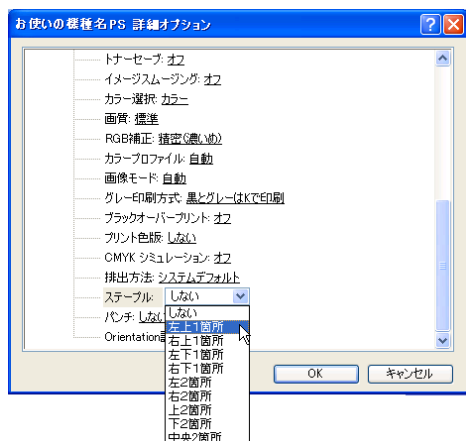 お使いの機種名PS 詳細オプション
トナーセーブ: オフ
イメージスムージング: オフ
カラー選択: カラー
画質: 標準
RGB補正: 精密(濃いめ)
カラープロファイル: 自動
画像モード: 自動
グレー印刷方式: 黒とグレーはKで印刷
ブラックオーバープリント: オフ
プリント色版: しない
CMYK シミュレーション: オフ
排出方法: システムデフォルト
ステープル: しない
パンチ: しない
しない
Orientation
左上1箇所
右上1箇所
左下1箇所
右下1箇所
左2箇所
右2箇所
上2箇所
下2箇所
中央2箇所
OK
キャンセル